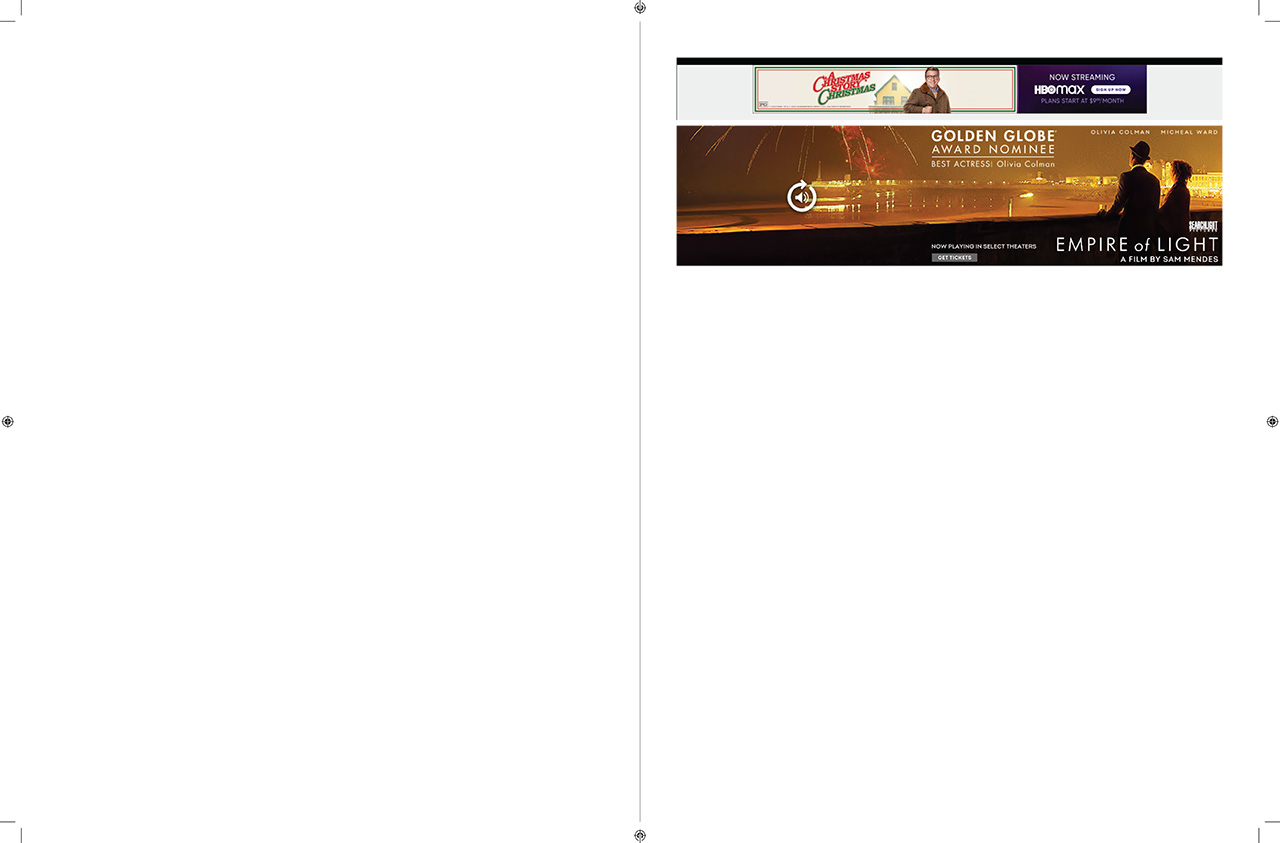 A
CHRISTMAS
STORY
CHRISTMAS
PG
NOW STREAMING
HBOmax SIGN UP NOW
PLANS START AT $9.99/MONTH
GOLDEN GLOBE®
AWARD NOMINEE
BEST ACTRESS: Olivia Colman
OLIVIA COLMAN MICHEAL WARD
SEARCHLIGHT
PICTURES
NOW PLAYING IN SELECT THEATERS
GET TICKETS
EMPIRE of LIGHT
A FILM BY SAM MENDES